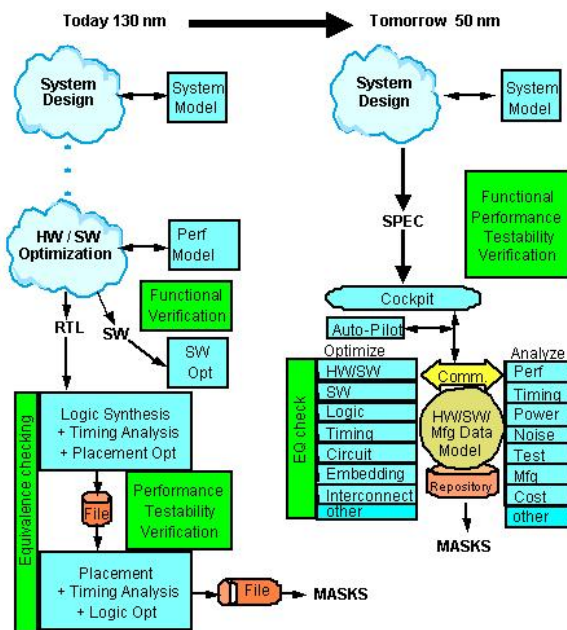 Today 130 nm
Tomorrow 50 nm
System
Design
System
Model
HW / SW
Optimization
Perf
Model
Functional
Verification
RTL
SW
SW
Opt
Equivalence checking
Logic Synthesis
+ Timing Analysis
+ Placement Opt
File
Performance
Testability
Verification
Placement
+ Timing Analysis
+ Logic Opt
File
MASKS
System
Design
System
Model
SPEC
Functional
Performance
Testability
Verification
Cockpit
Auto-Pilot
Optimize
EQ check
HW/SW
SW
Logic
Timing
Circuit
Embedding
Interconnect
other
Comm.
HW/SW/
Mfg Data
Model
Repository
MASKS
Analyze
Perf
Timing
Power
Noise
Test
Mfg
Cost
other